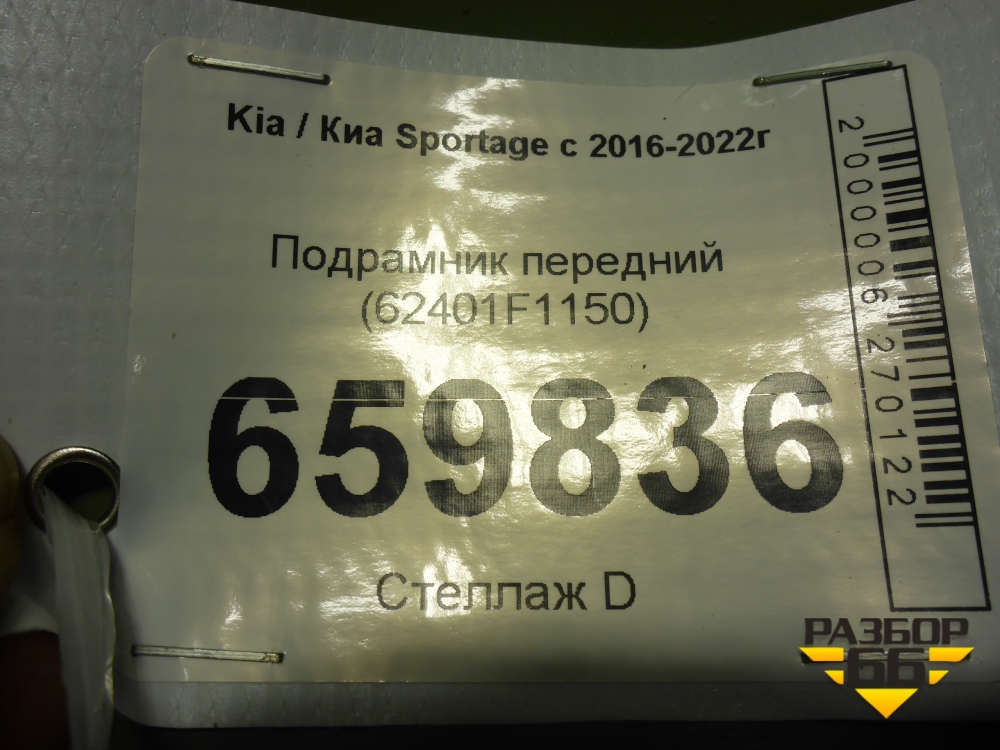 Kia / Киа Sportage с 2016-2022г
Подрамник передний
(62401F1150)
659836
Стеллаж D
2000006270122
РАЗБОР
66